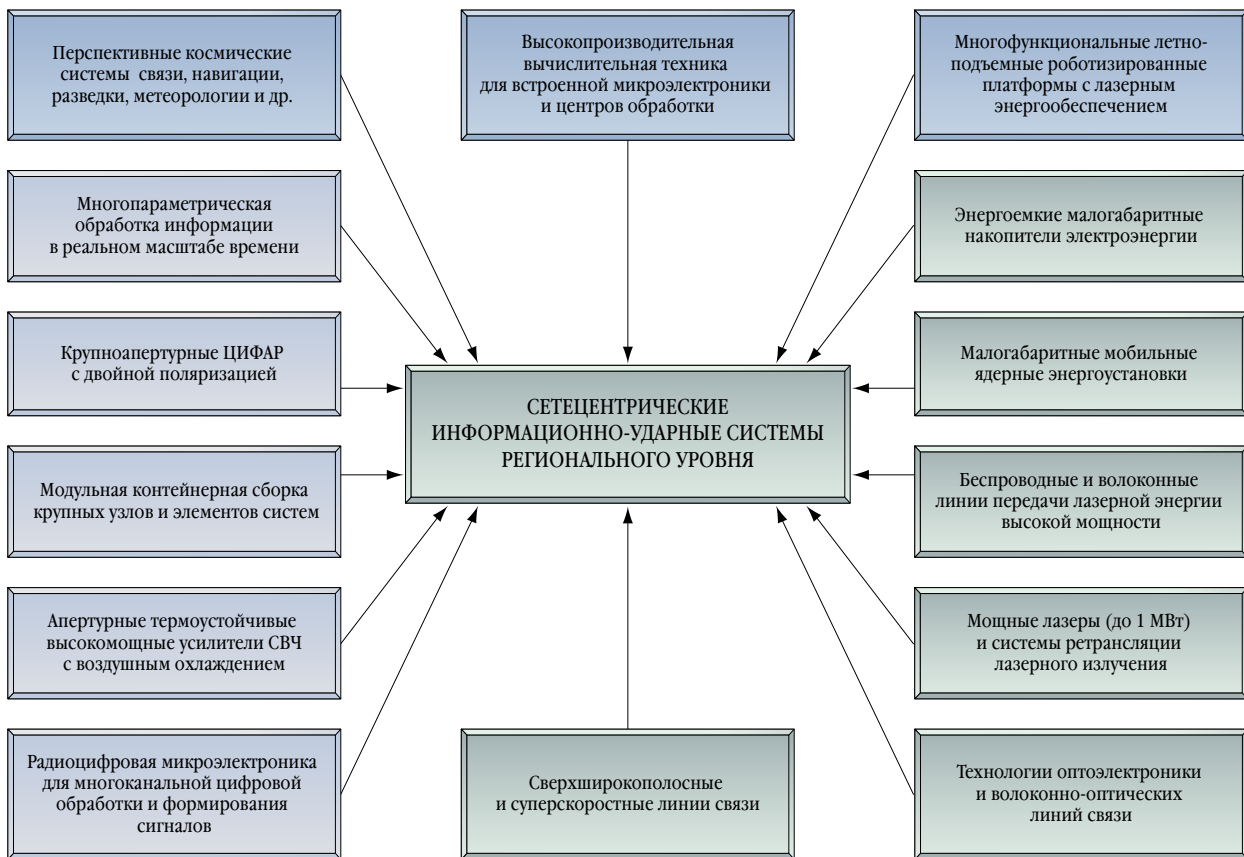 Перспективные космические
системы связи, навигации,
разведки, метеорологии и др.
Высокопроизводительная
вычислительная техника
для встроенной микроэлектроники
и центров обработки
Многофункциональные летно-
подъемные роботизированные
платформы с лазерным
энергообеспечением
Многопараметрическая
обработка информации
в реальном масштабе времени
Энергоемкие малогабаритные
накопители электроэнергии
Крупноапертурные ЦИФАР
с двойной поляризацией
Малогабаритные мобильные
ядерные энергоустановки
СЕТЕЦЕНТРИЧЕСКИЕ
ИНФОРМАЦИОННО-УДАРНЫЕ СИСТЕМЫ
РЕГИОНАЛЬНОГО УРОВНЯ
Модульная контейнерная сборка
крупных узлов и элементов систем
Беспроводные и волоконные
линии передачи лазерной энергии
высокой мощности
Апертурные термоустойчивые
высокомощные усилители СВЧ
с воздушным охлаждением
Мощные лазеры (до 1 МВт)
и системы ретрансляции
лазерного излучения
Радиоцифровая микроэлектроника
для многоканальной цифровой
обработки и формирования
сигналов
Сверхширокополосные
и суперскоростные линии связи
Технологии оптоэлектроники
и волоконно-оптических
линий связи